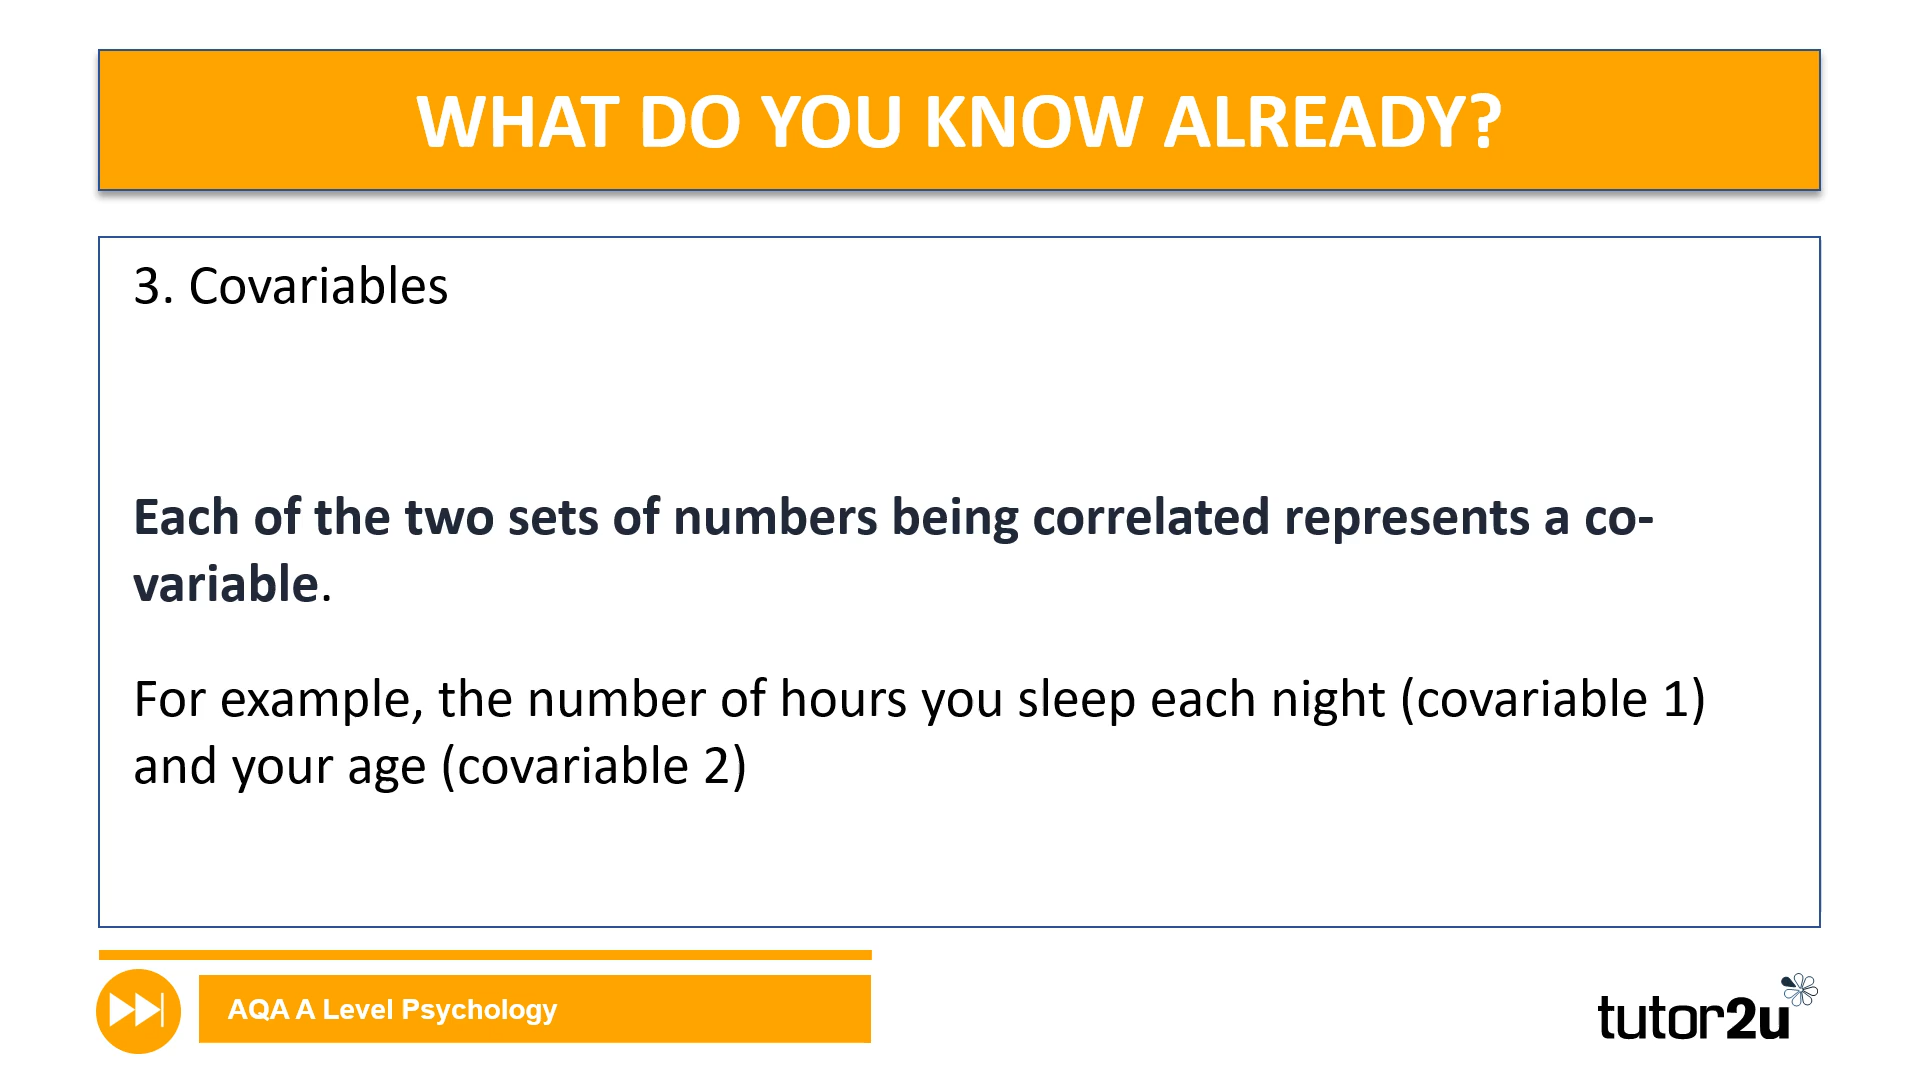 WHAT DO YOU KNOW ALREADY?
3. Covariables
Each of the two sets of numbers being correlated represents a co-
variable.
For example, the number of hours you sleep each night (covariable 1)
and your age (covariable 2)
AQA A Level Psychology
tutor2u